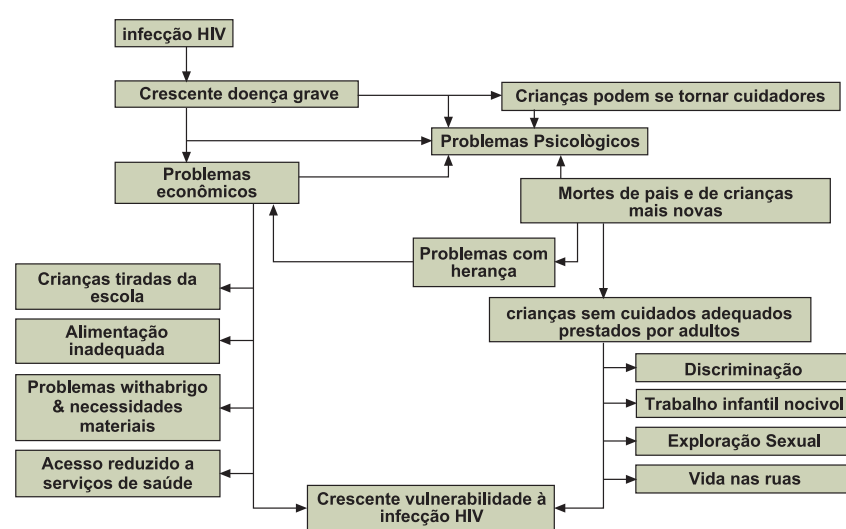 infecção HIV
Crescente doença grave
Crianças podem se tornar cuidadores
Problemas Psicològicos
Problemas
econômicos
Mortes de pais e de crianças
mais novas
Problemas com
herança
Crianças tiradas da
escola
crianças sem cuidados adequados
prestados por adultos
Alimentação
inadequada
Discriminação
Problemas withabrigo
& necessidades
materiais
Trabalho infantil nocivol
Exploração Sexual
Acesso reduzido a
serviços de saúde
Vida nas ruas
Crescente vulnerabilidade à
infecção HIV